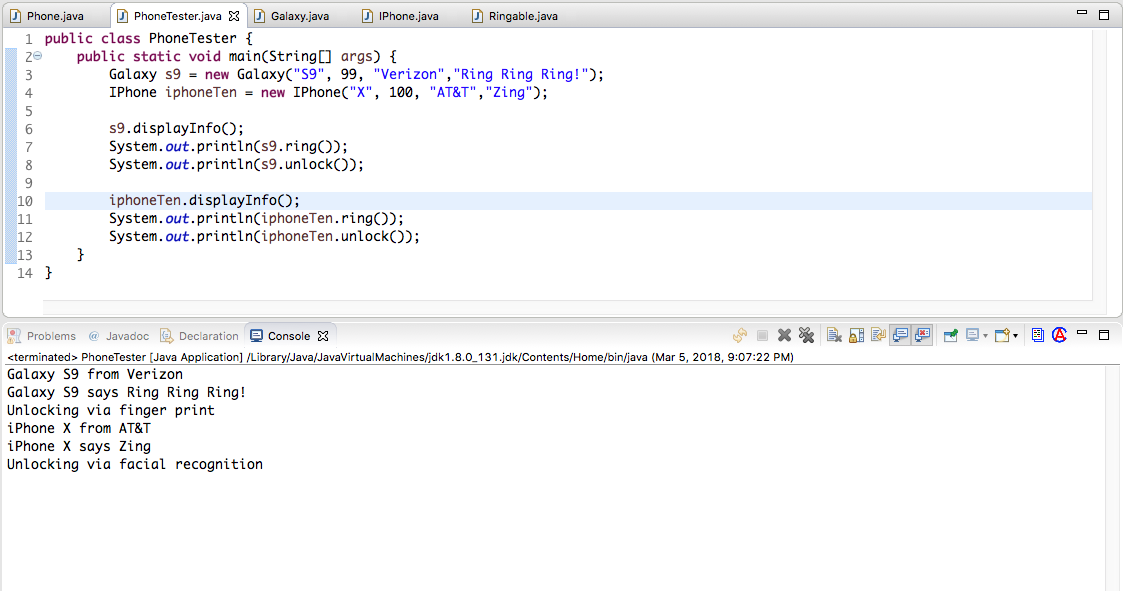 Phone.java PhoneTester.java Galaxy.java IPhone.java Ringable.java
1 public class PhoneTester {
2 public static void main(String[] args) {
3 Galaxy s9 = new Galaxy("S9", 99, "Verizon","Ring Ring Ring!");
4 IPhone iphoneTen = new IPhone("X", 100, "AT&T","Zing");
5
6 s9.displayInfo();
7 System.out.println(s9.ring());
8 System.out.println(s9.unlock());
9
10 iphoneTen.displayInfo();
11 System.out.println(iphoneTen.ring());
12 System.out.println(iphoneTen.unlock());
13 }
14 }
Problems @ Javadoc Declaration Console
<terminated> PhoneTester [Java Application] /Library/Java/JavaVirtualMachines/jdk1.8.0_131.jdk/Contents/Home/bin/java (Mar 5, 2018, 9:07:22 PM)
Galaxy S9 from Verizon
Galaxy S9 says Ring Ring Ring!
Unlocking via finger print
iPhone X from AT&T
iPhone X says Zing
Unlocking via facial recognition